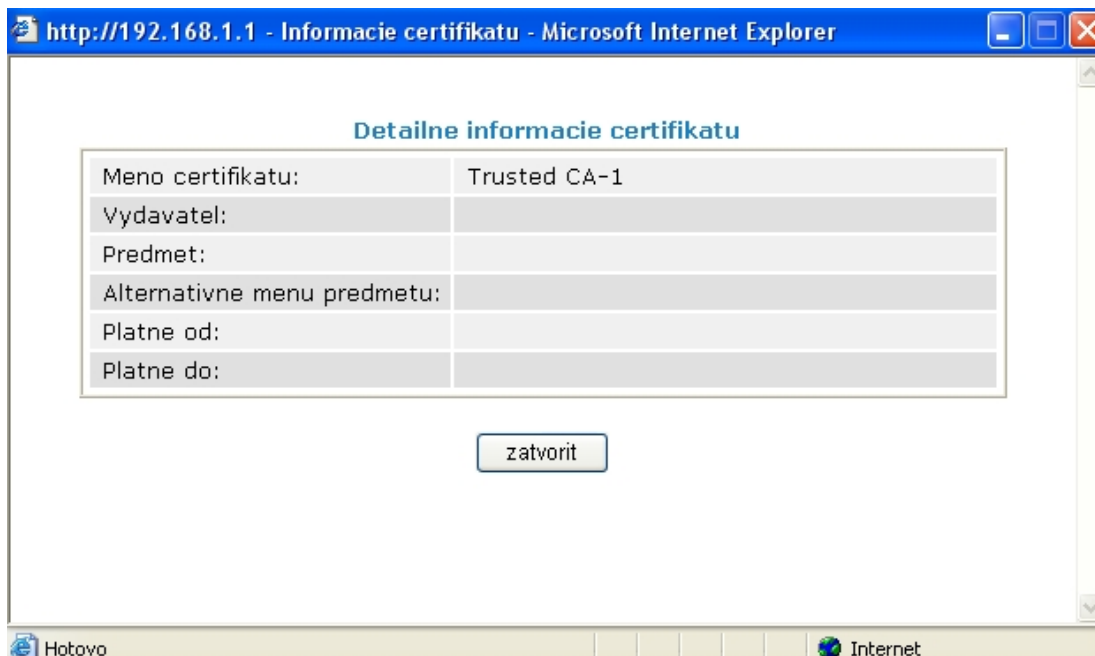 http://192.168.1.1 - Informacie certifikatu - Microsoft Internet Explorer
Detailne informacie certifikatu
Meno certifikatu: Trusted CA-1
Vydavatel:
Predmet:
Alternativne menu predmetu:
Platne od:
Platne do:
zatvorit
Hotovo Internet